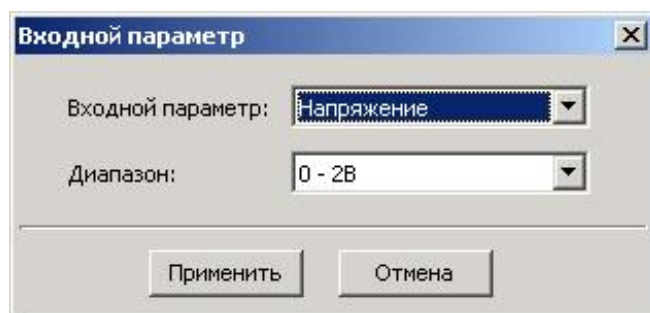 Входной параметр
Входной параметр: Напряжение
Диапазон: 0 - 2В
Применить Отмена